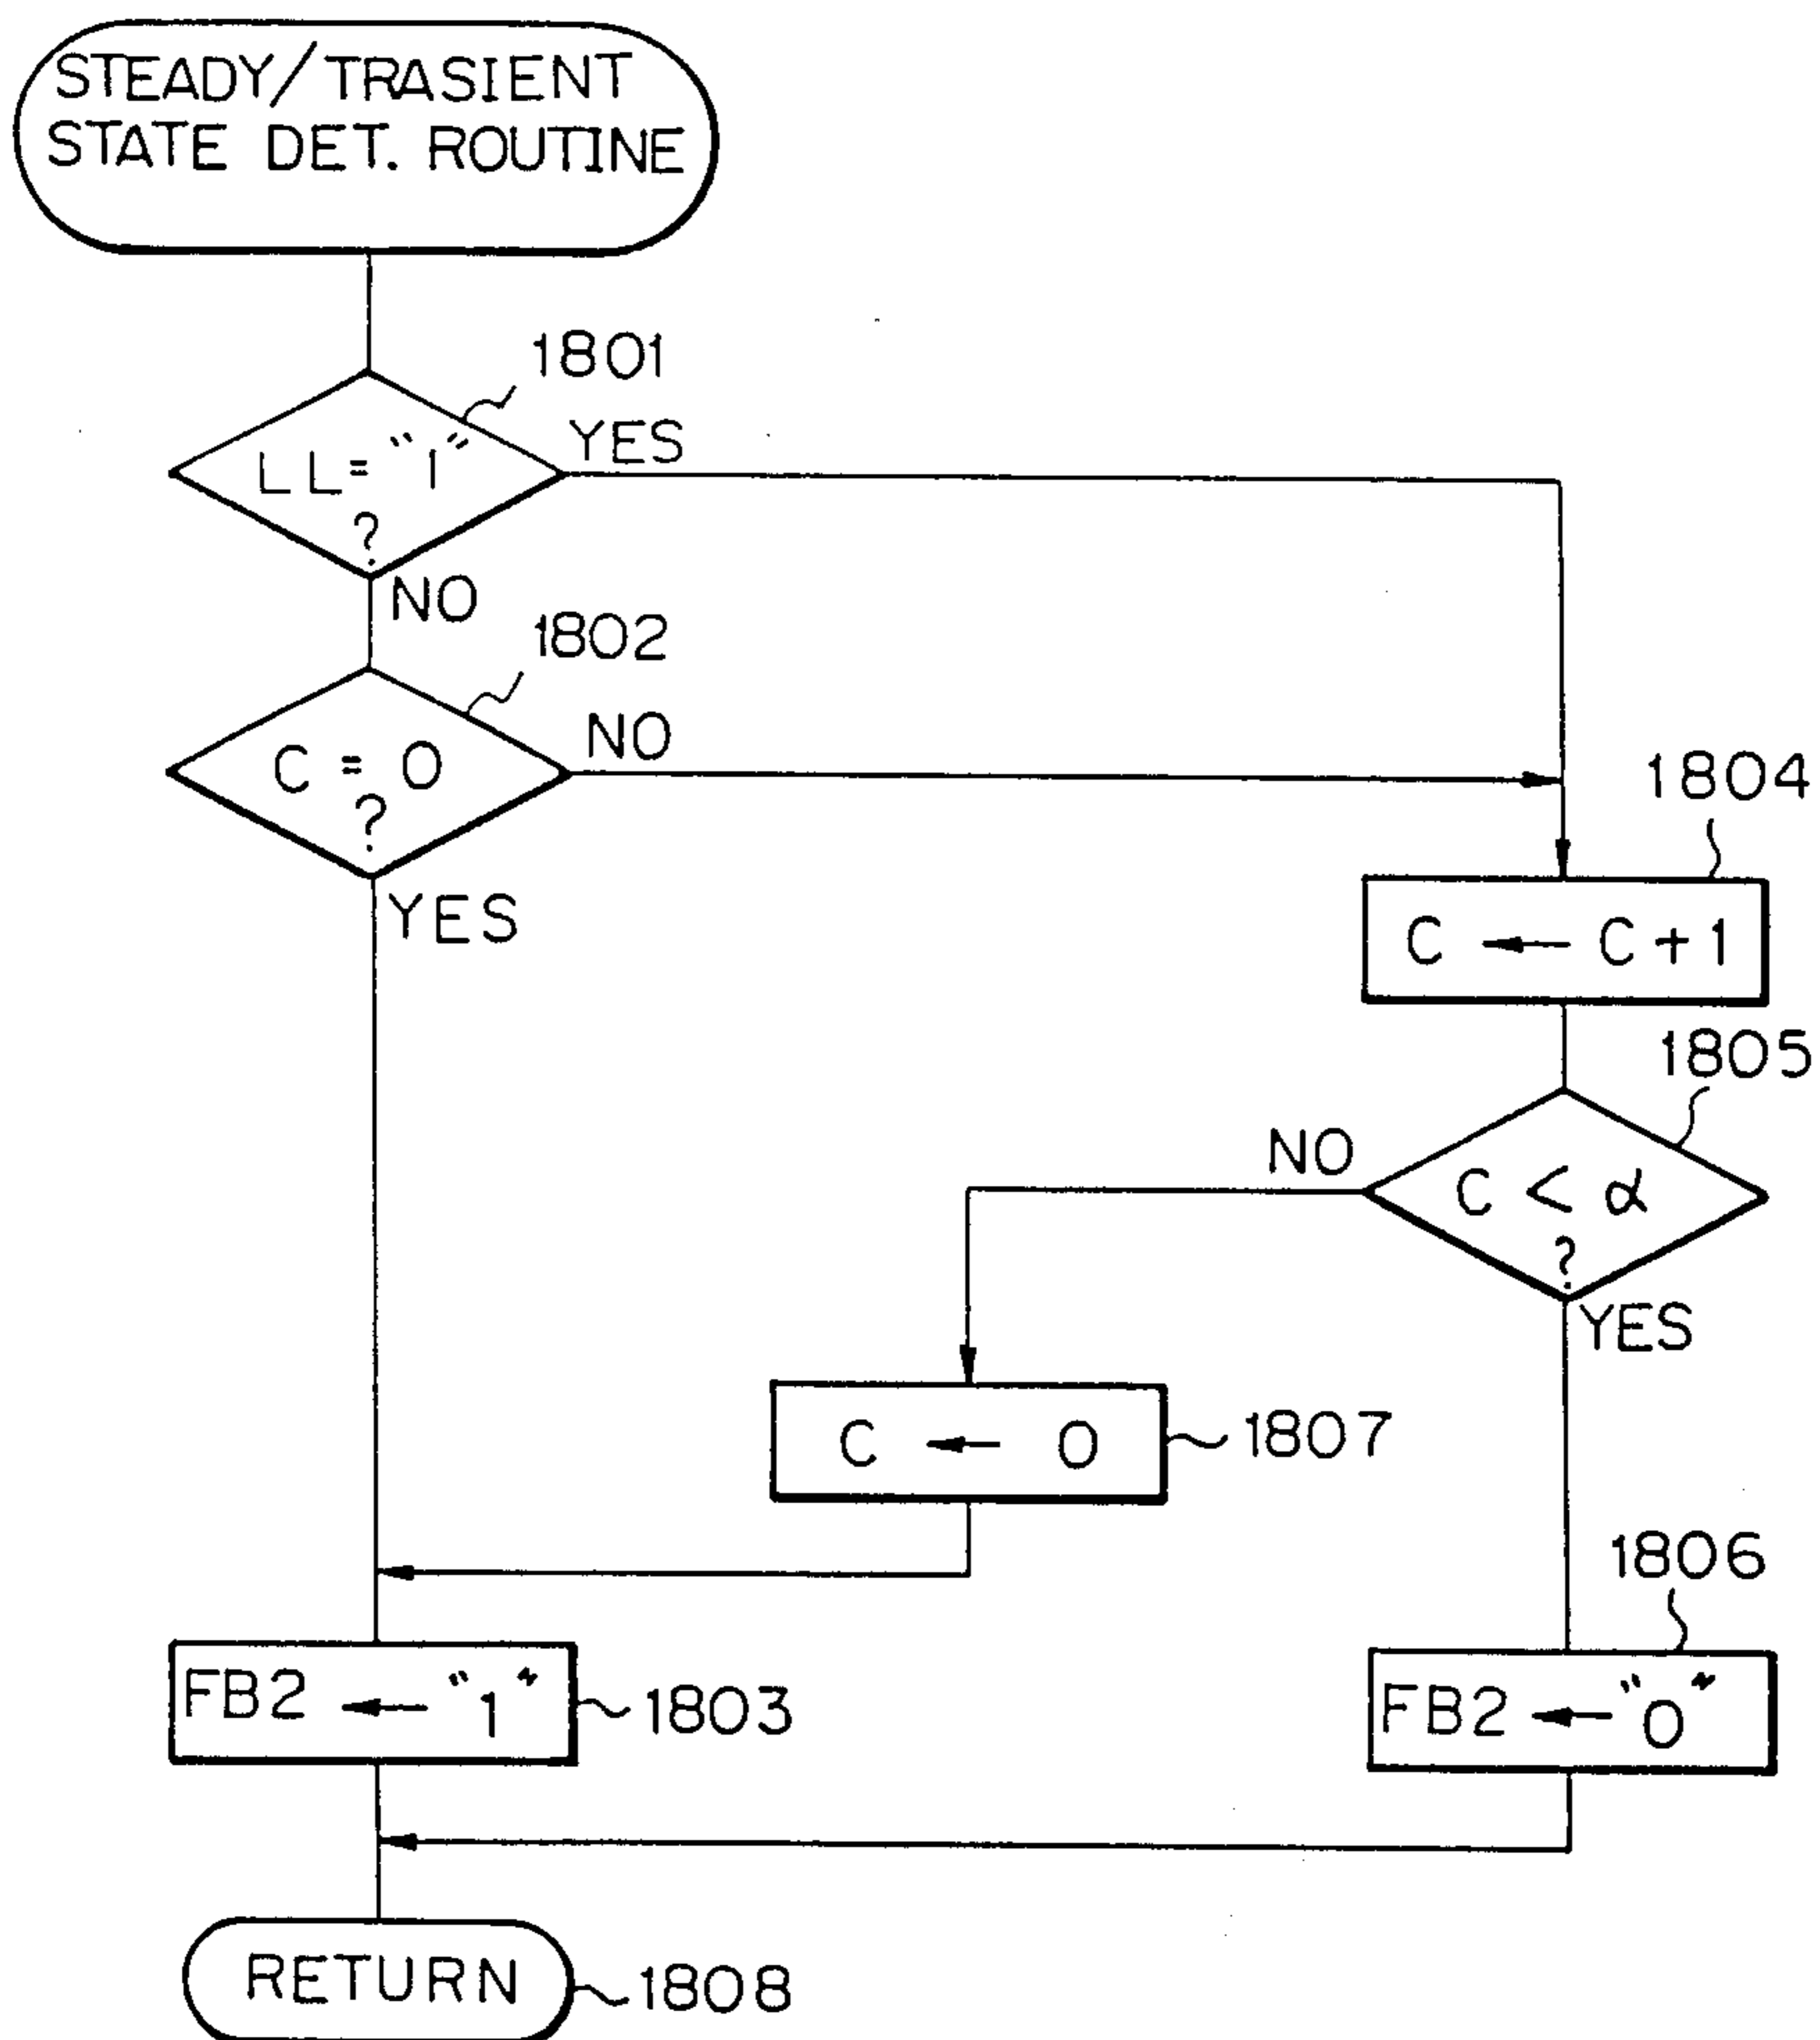 STEADY/TRASIENT
STATE DET. ROUTINE
1801
LL = "1"
?
YES
NO
1802
C = 0
?
NO
YES
1804
C ← C + 1
1805
C < α
?
NO
YES
C ← 0
1807
1806
FB2 ← "1"
1803
FB2 ← "0"
RETURN
1808